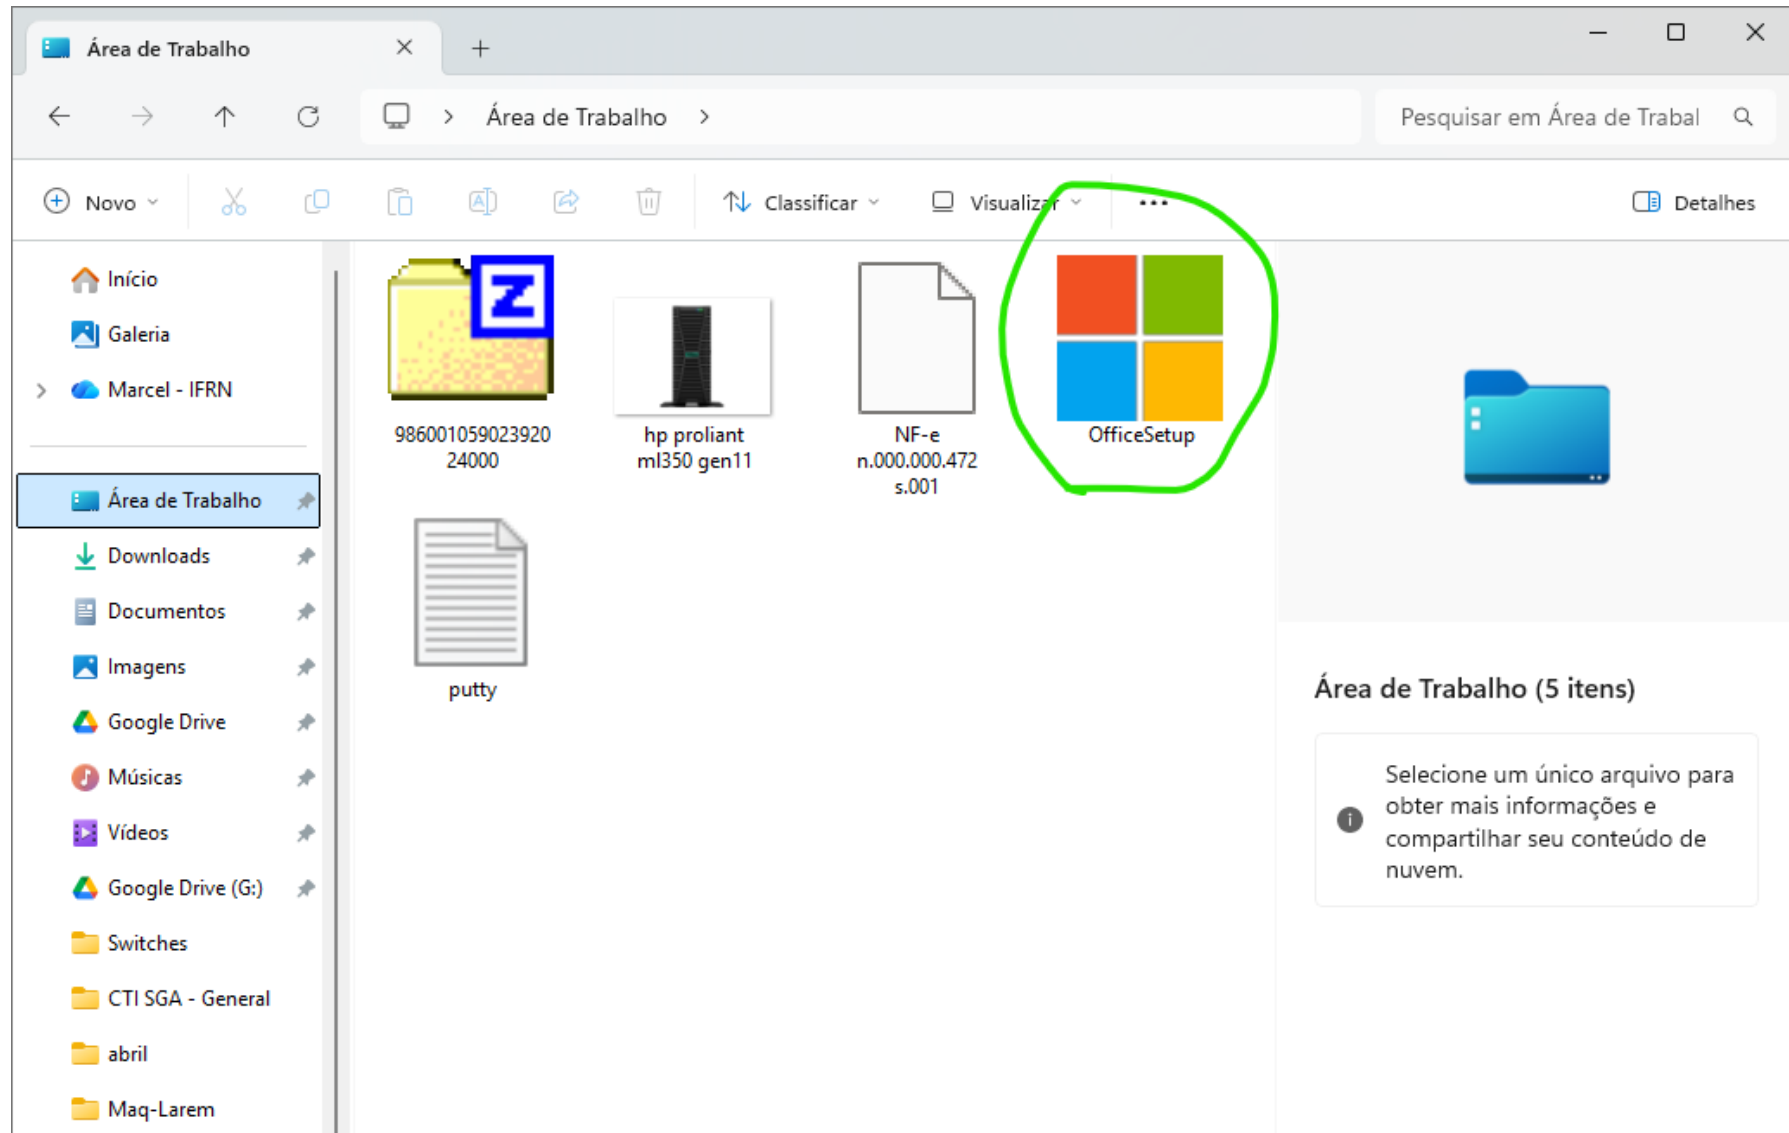 Área de Trabalho
Área de Trabalho
Pesquisar em Área de Trabal
Novo
Classificar
Visualizar
Detalhes
Início
Galeria
Marcel - IFRN
Área de Trabalho
Downloads
Documentos
Imagens
Google Drive
Músicas
Vídeos
Google Drive (G:)
Switches
CTI SGA - General
abril
Maq-Larem
Z
986001059023920
24000
hp proliant
ml350 gen11
NF-e
n.000.000.472
s.001
OfficeSetup
putty
Área de Trabalho (5 itens)
Selecione um único arquivo para
obter mais informações e
compartilhar seu conteúdo de
nuvem.